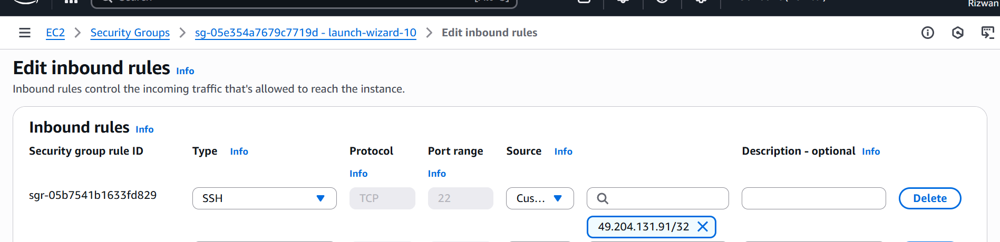 Rizwan
EC2 > Security Groups > sg-05e354a7679c7719d - launch-wizard-10 > Edit inbound rules
Edit inbound rules Info
Inbound rules control the incoming traffic that's allowed to reach the instance.
Inbound rules Info
Security group rule ID Type Info Protocol Info Port range Info Source Info Description - optional Info
sgr-05b7541b1633fd829 SSH TCP 22 Cus... Delete
49.204.131.91/32